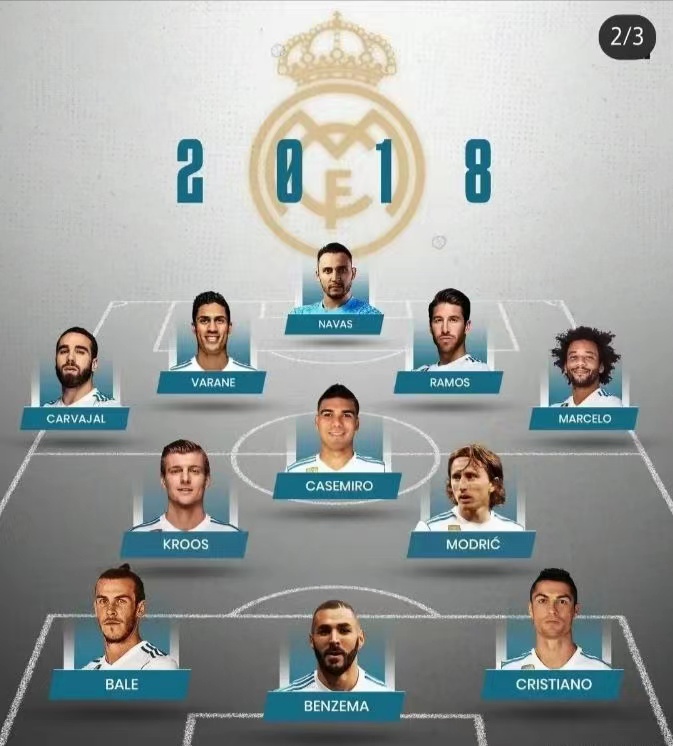 2/3
2018
NAVAS
VARANE
RAMOS
CARVAJAL
MARCELO
CASEMIRO
KROOS
MODRIĆ
BALE
BENZEMA
CRISTIANO